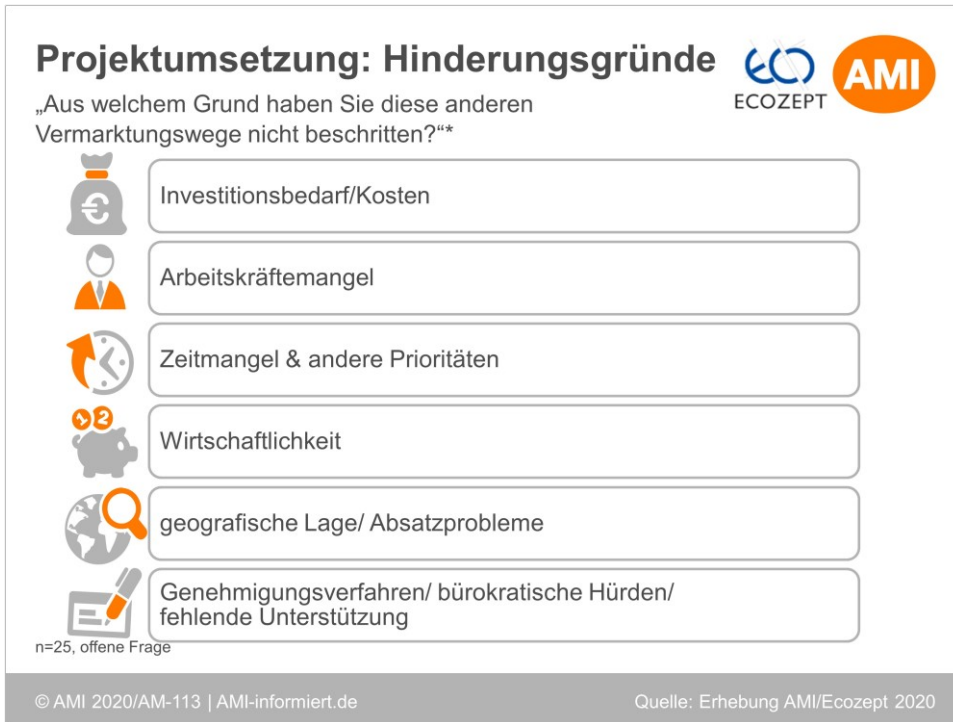 Projektumsetzung: Hinderungsgründe
ECOZEPT
AMI
„Aus welchem Grund haben Sie diese anderen
Vermarktungswege nicht beschritten?“*
€
Investitionsbedarf/Kosten
Arbeitskräftemangel
Zeitmangel & andere Prioritäten
1 2
Wirtschaftlichkeit
geografische Lage/ Absatzprobleme
Genehmigungsverfahren/ bürokratische Hürden/
fehlende Unterstützung
n=25, offene Frage
© AMI 2020/AM-113 | AMI-informiert.de
Quelle: Erhebung AMI/Ecozept 2020